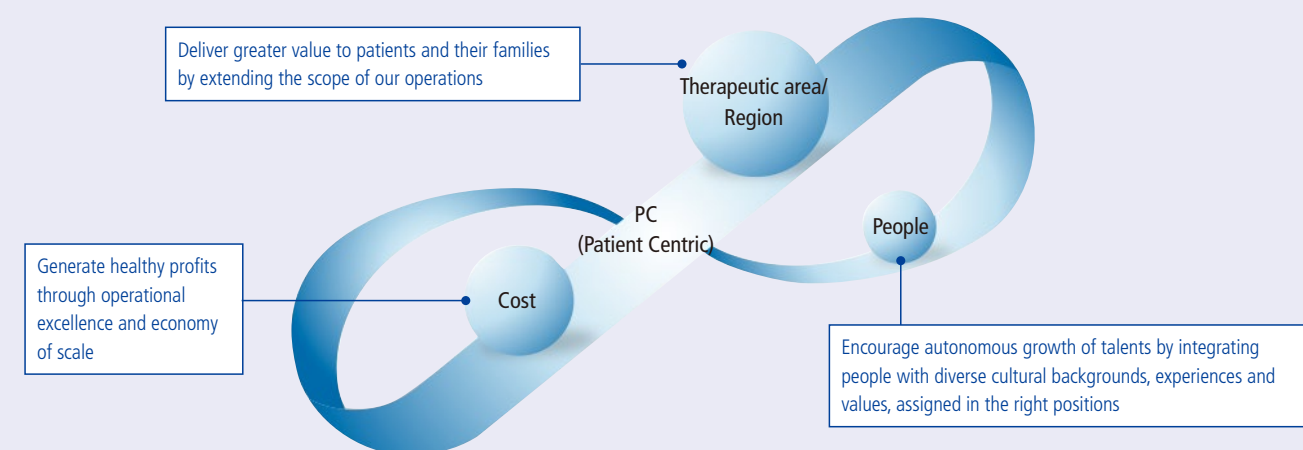 Deliver greater value to patients and their families
by extending the scope of our operations
Therapeutic area/
Region
PC
(Patient Centric)
People
Generate healthy profits
through operational
excellence and economy
of scale
Cost
Encourage autonomous growth of talents by integrating
people with diverse cultural backgrounds, experiences and
values, assigned in the right positions